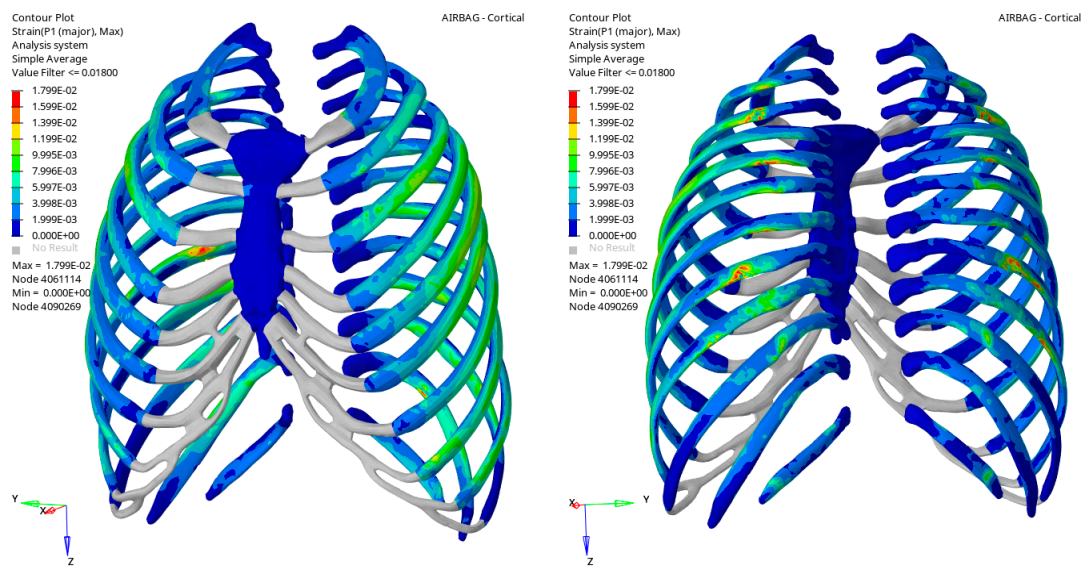 Contour Plot
Strain(P1 (major), Max)
Analysis system
Simple Average
Value Filter <= 0.01800
1.799E-02
1.599E-02
1.399E-02
1.199E-02
9.995E-03
7.996E-03
5.997E-03
3.998E-03
1.999E-03
0.000E+00
No Result
Max = 1.799E-02
Node 4061114
Min = 0.000E+00
Node 4090269
AIRBAG - Cortical
Y
X
Z
Contour Plot
Strain(P1 (major), Max)
Analysis system
Simple Average
Value Filter <= 0.01800
1.799E-02
1.599E-02
1.399E-02
1.199E-02
9.995E-03
7.996E-03
5.997E-03
3.998E-03
1.999E-03
0.000E+00
No Result
Max = 1.799E-02
Node 4061114
Min = 0.000E+00
Node 4090269
AIRBAG - Cortical
X
Y
Z